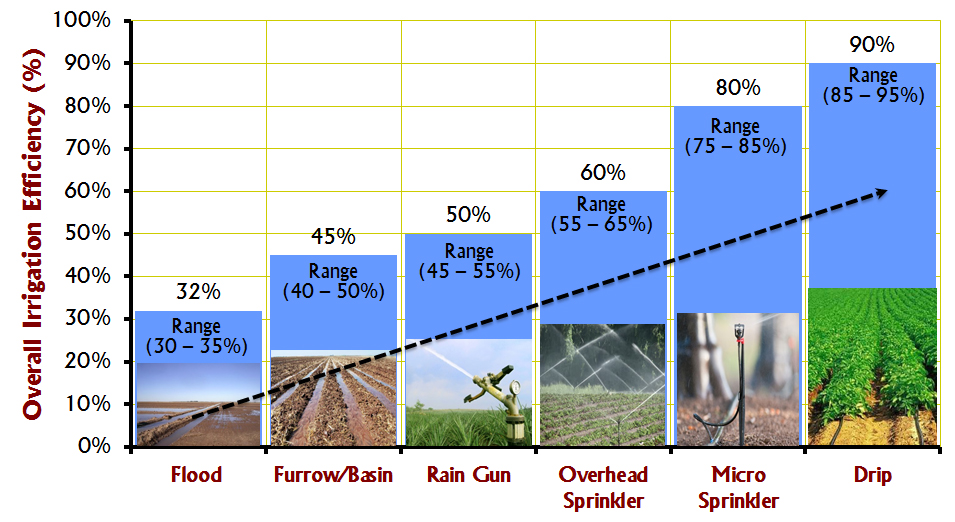 Overall Irrigation Efficiency (%)
100%
90%
80%
70%
60%
50%
40%
30%
20%
10%
0%
32%
Range
(30 – 35%)
45%
Range
(40 – 50%)
50%
Range
(45 – 55%)
60%
Range
(55 – 65%)
80%
Range
(75 – 85%)
90%
Range
(85 – 95%)
Flood
Furrow/Basin
Rain Gun
Overhead
Sprinkler
Micro
Sprinkler
Drip